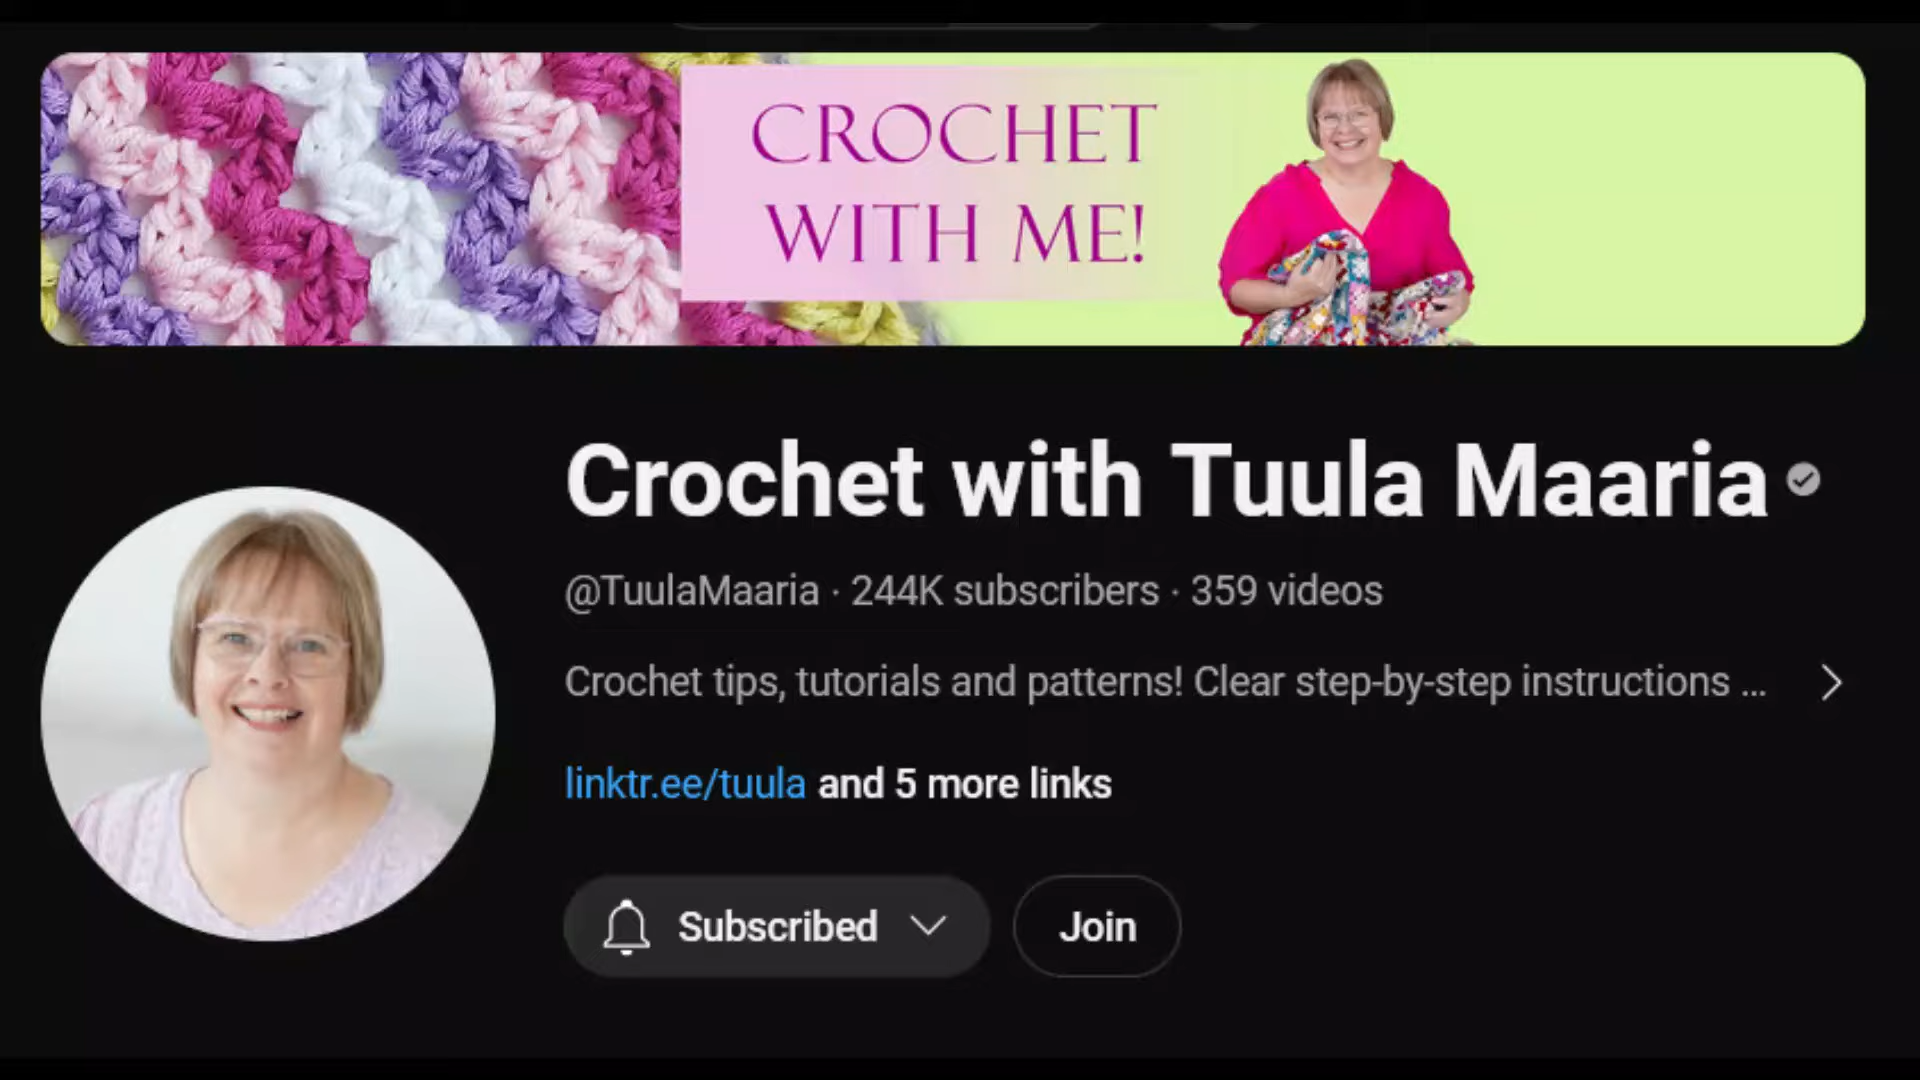 CROCHET
WITH ME!
Crochet with Tuula Maaria
@TuulaMaaria · 244K subscribers · 359 videos
Crochet tips, tutorials and patterns! Clear step-by-step instructions ...
linktr.ee/tuula and 5 more links
Subscribed
Join